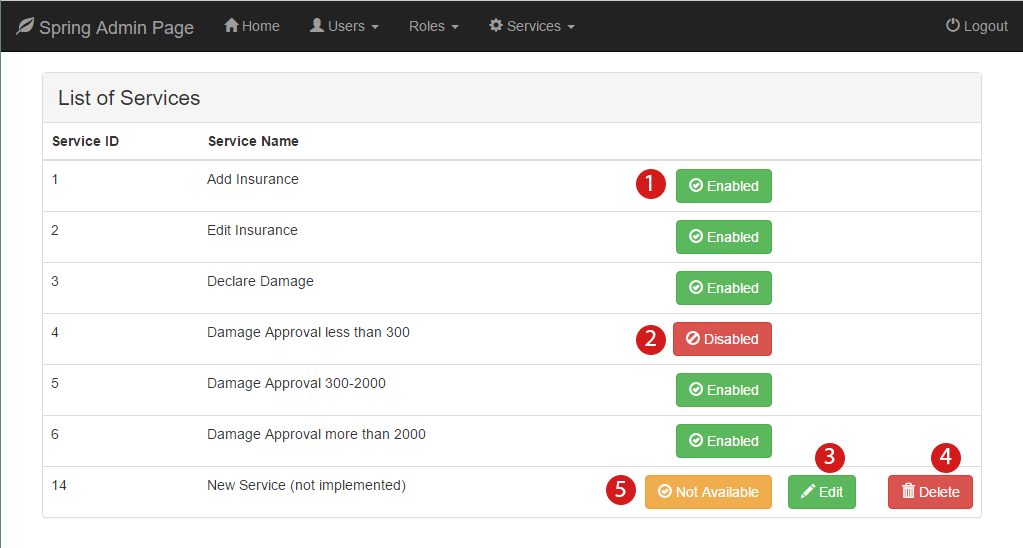 Spring Admin Page Home Users Roles Services Logout
List of Services
Service ID Service Name
1 Add Insurance 1 Enabled
2 Edit Insurance Enabled
3 Declare Damage Enabled
4 Damage Approval less than 300 2 Disabled
5 Damage Approval 300-2000 Enabled
6 Damage Approval more than 2000 Enabled
3 4
14 New Service (not implemented) 5 Not Available Edit Delete